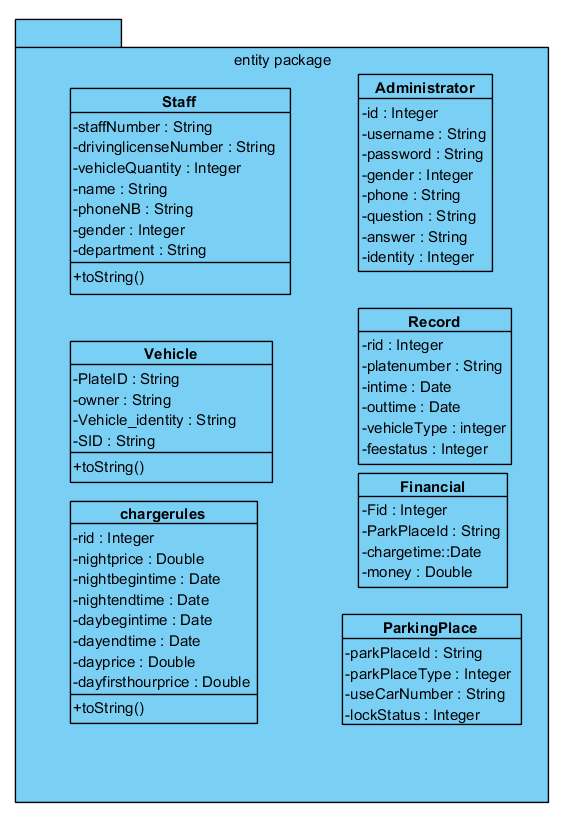 entity package
Staff
-staffNumber : String
-drivinglicenseNumber : String
-vehicleQuantity : Integer
-name : String
-phoneNB : String
-gender : Integer
-department : String
+toString()
Administrator
-id : Integer
-username : String
-password : String
-gender : Integer
-phone : String
-question : String
-answer : String
-identity : Integer
Vehicle
-PlateID : String
-owner : String
-Vehicle_identity : String
-SID : String
+toString()
Record
-rid : Integer
-platenumber : String
-intime : Date
-outtime : Date
-vehicleType : integer
-feestatus : Integer
chargerules
-rid : Integer
-nightprice : Double
-nightbegintime : Date
-nightendtime : Date
-daybegintime : Date
-dayendtime : Date
-dayprice : Double
-dayfirsthourprice : Double
+toString()
Financial
-Fid : Integer
-ParkPlaceId : String
-chargetime::Date
-money : Double
ParkingPlace
-parkPlaceId : String
-parkPlaceType : Integer
-useCarNumber : String
-lockStatus : Integer